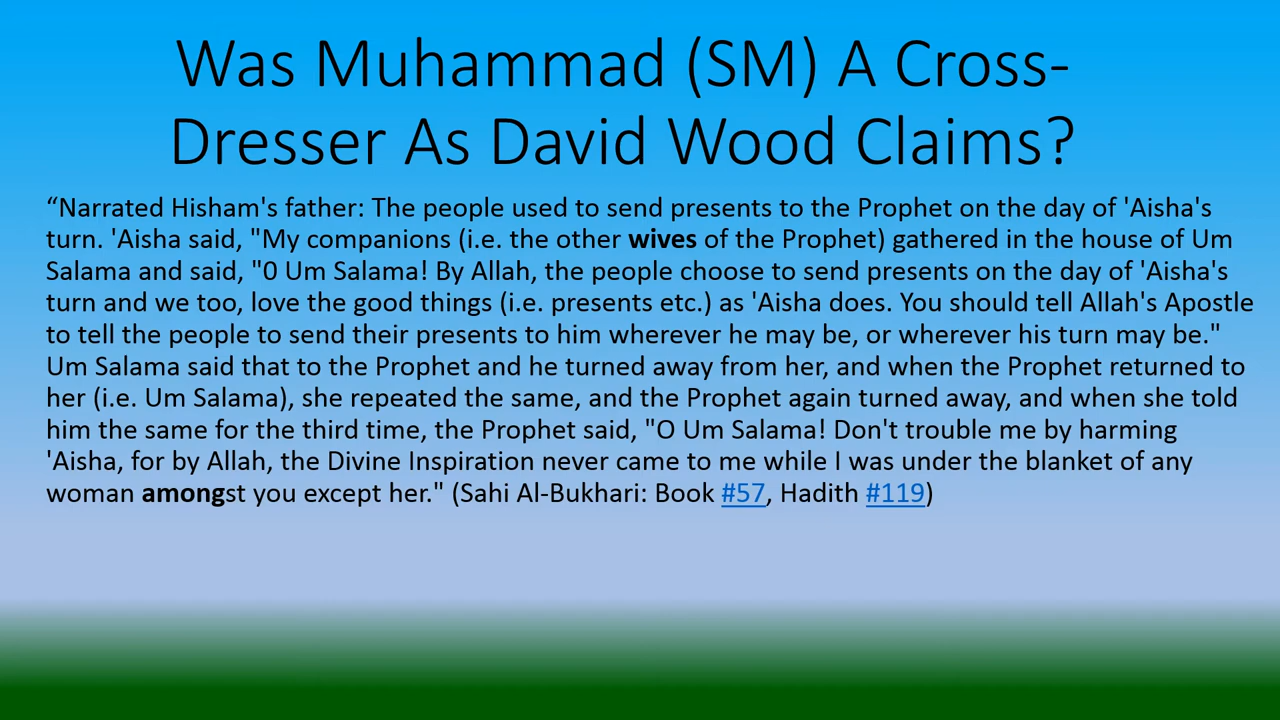 Was Muhammad (SM) A Cross-
Dresser As David Wood Claims?
“Narrated Hisham's father: The people used to send presents to the Prophet on the day of 'Aisha's
turn. 'Aisha said, "My companions (i.e. the other wives of the Prophet) gathered in the house of Um
Salama and said, "0 Um Salama! By Allah, the people choose to send presents on the day of 'Aisha's
turn and we too, love the good things (i.e. presents etc.) as 'Aisha does. You should tell Allah's Apostle
to tell the people to send their presents to him wherever he may be, or wherever his turn may be."
Um Salama said that to the Prophet and he turned away from her, and when the Prophet returned to
her (i.e. Um Salama), she repeated the same, and the Prophet again turned away, and when she told
him the same for the third time, the Prophet said, "O Um Salama! Don't trouble me by harming
'Aisha, for by Allah, the Divine Inspiration never came to me while I was under the blanket of any
woman amongst you except her." (Sahi Al-Bukhari: Book #57, Hadith #119)